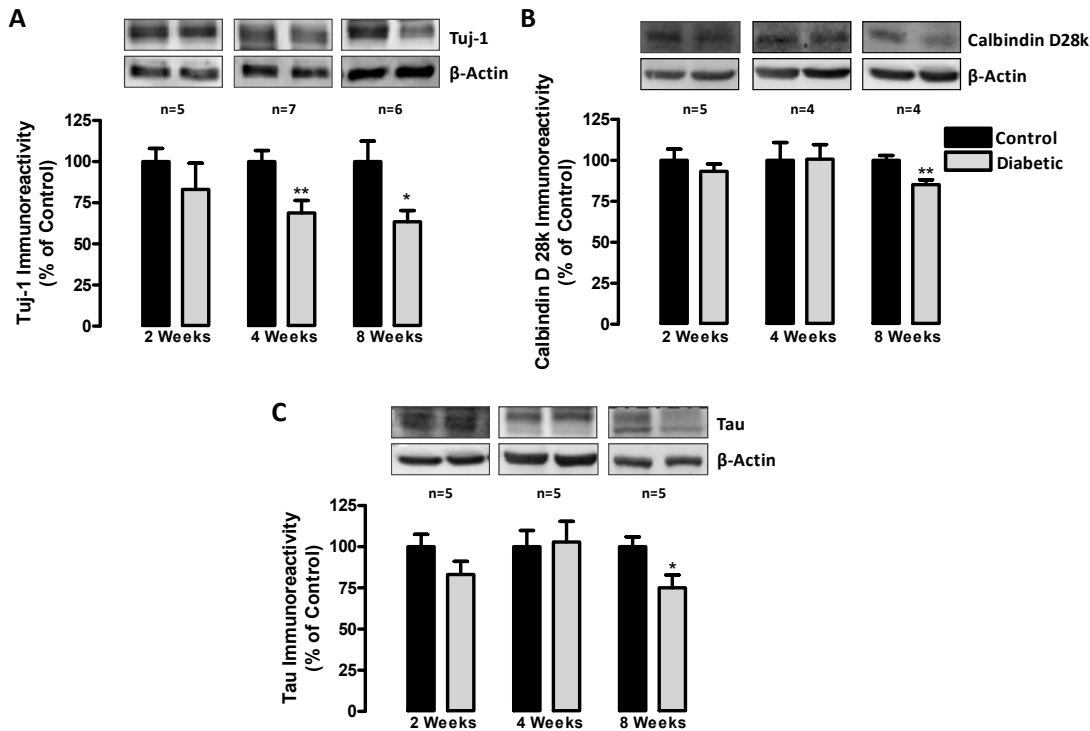 A
Tuj-1
β-Actin
n=5 n=7 n=6
Tuj-1 Immunoreactivity
(% of Control)
125
100
75
50
25
0
2 Weeks 4 Weeks 8 Weeks
**
*
B
Calbindin D28k
β-Actin
n=5 n=4 n=4
Calbindin D 28k Immunoreactivity
(% of Control)
125
100
75
50
25
0
2 Weeks 4 Weeks 8 Weeks
**
Control
Diabetic
C
Tau
β-Actin
n=5 n=5 n=5
Tau Immunoreactivity
(% of Control)
125
100
75
50
25
0
2 Weeks 4 Weeks 8 Weeks
*